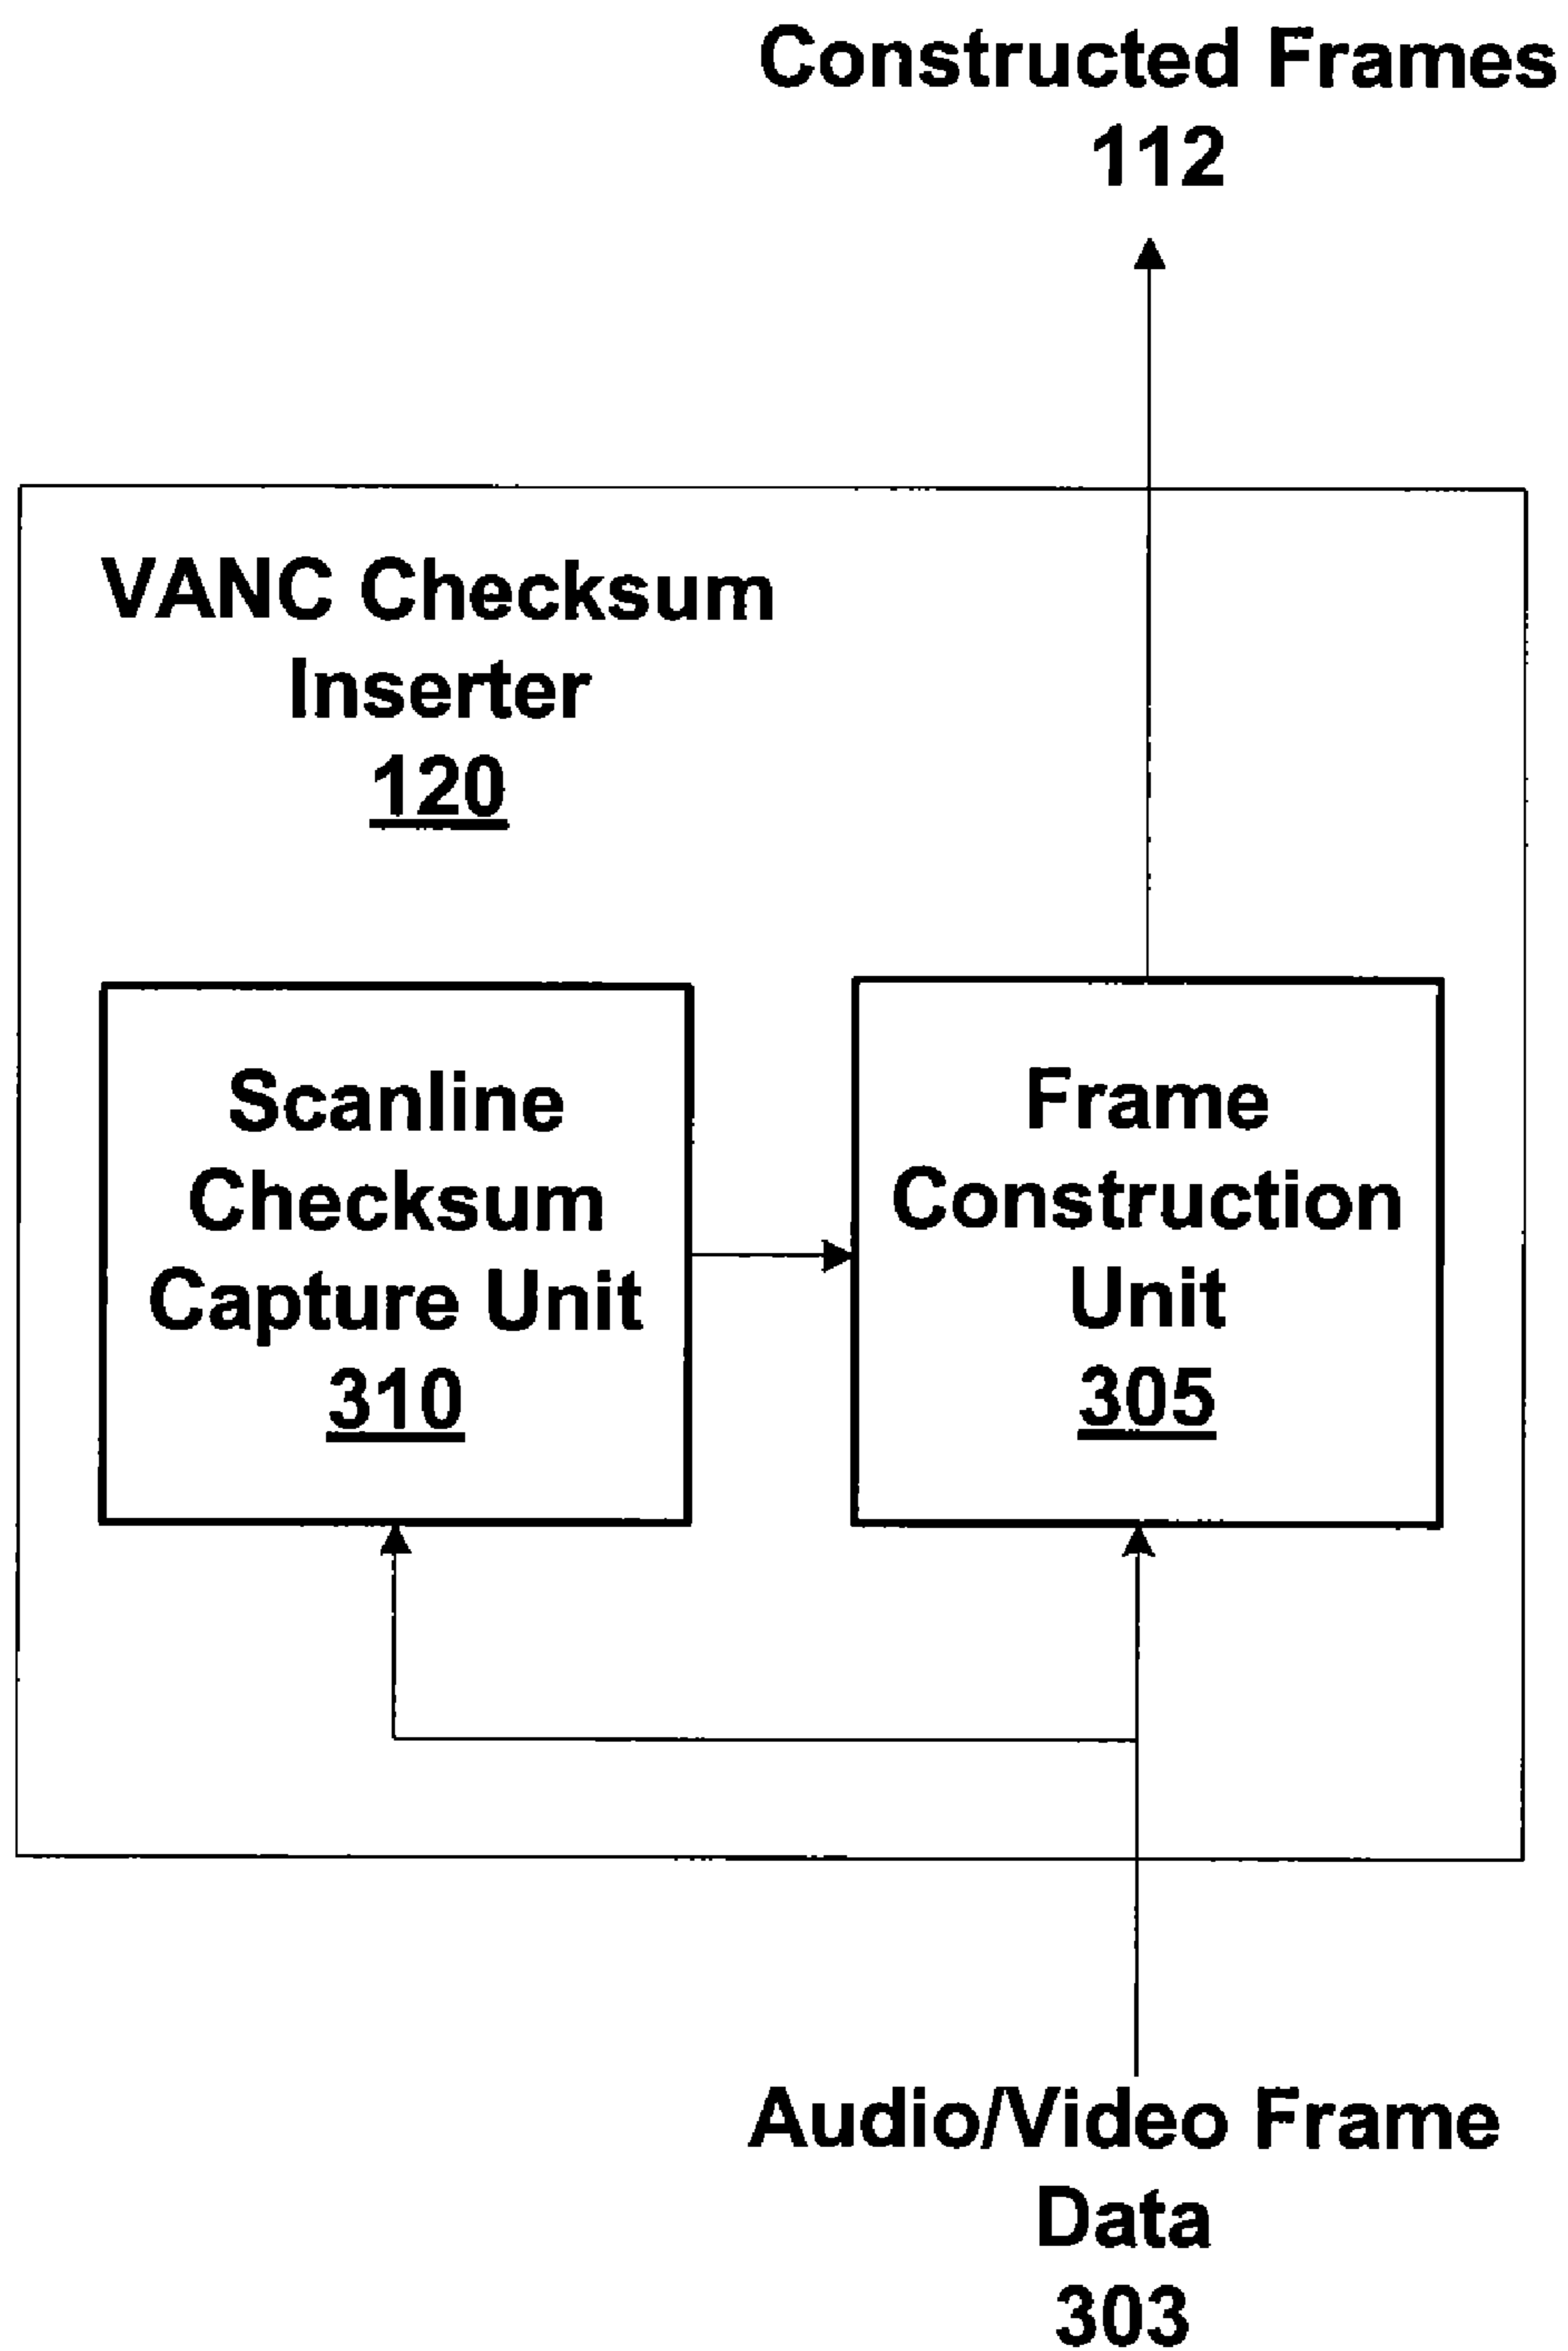 Constructed Frames
112
VANC Checksum
Inserter
120
Scanline
Checksum
Capture Unit
310
Frame
Construction
Unit
305
Audio/Video Frame
Data
303